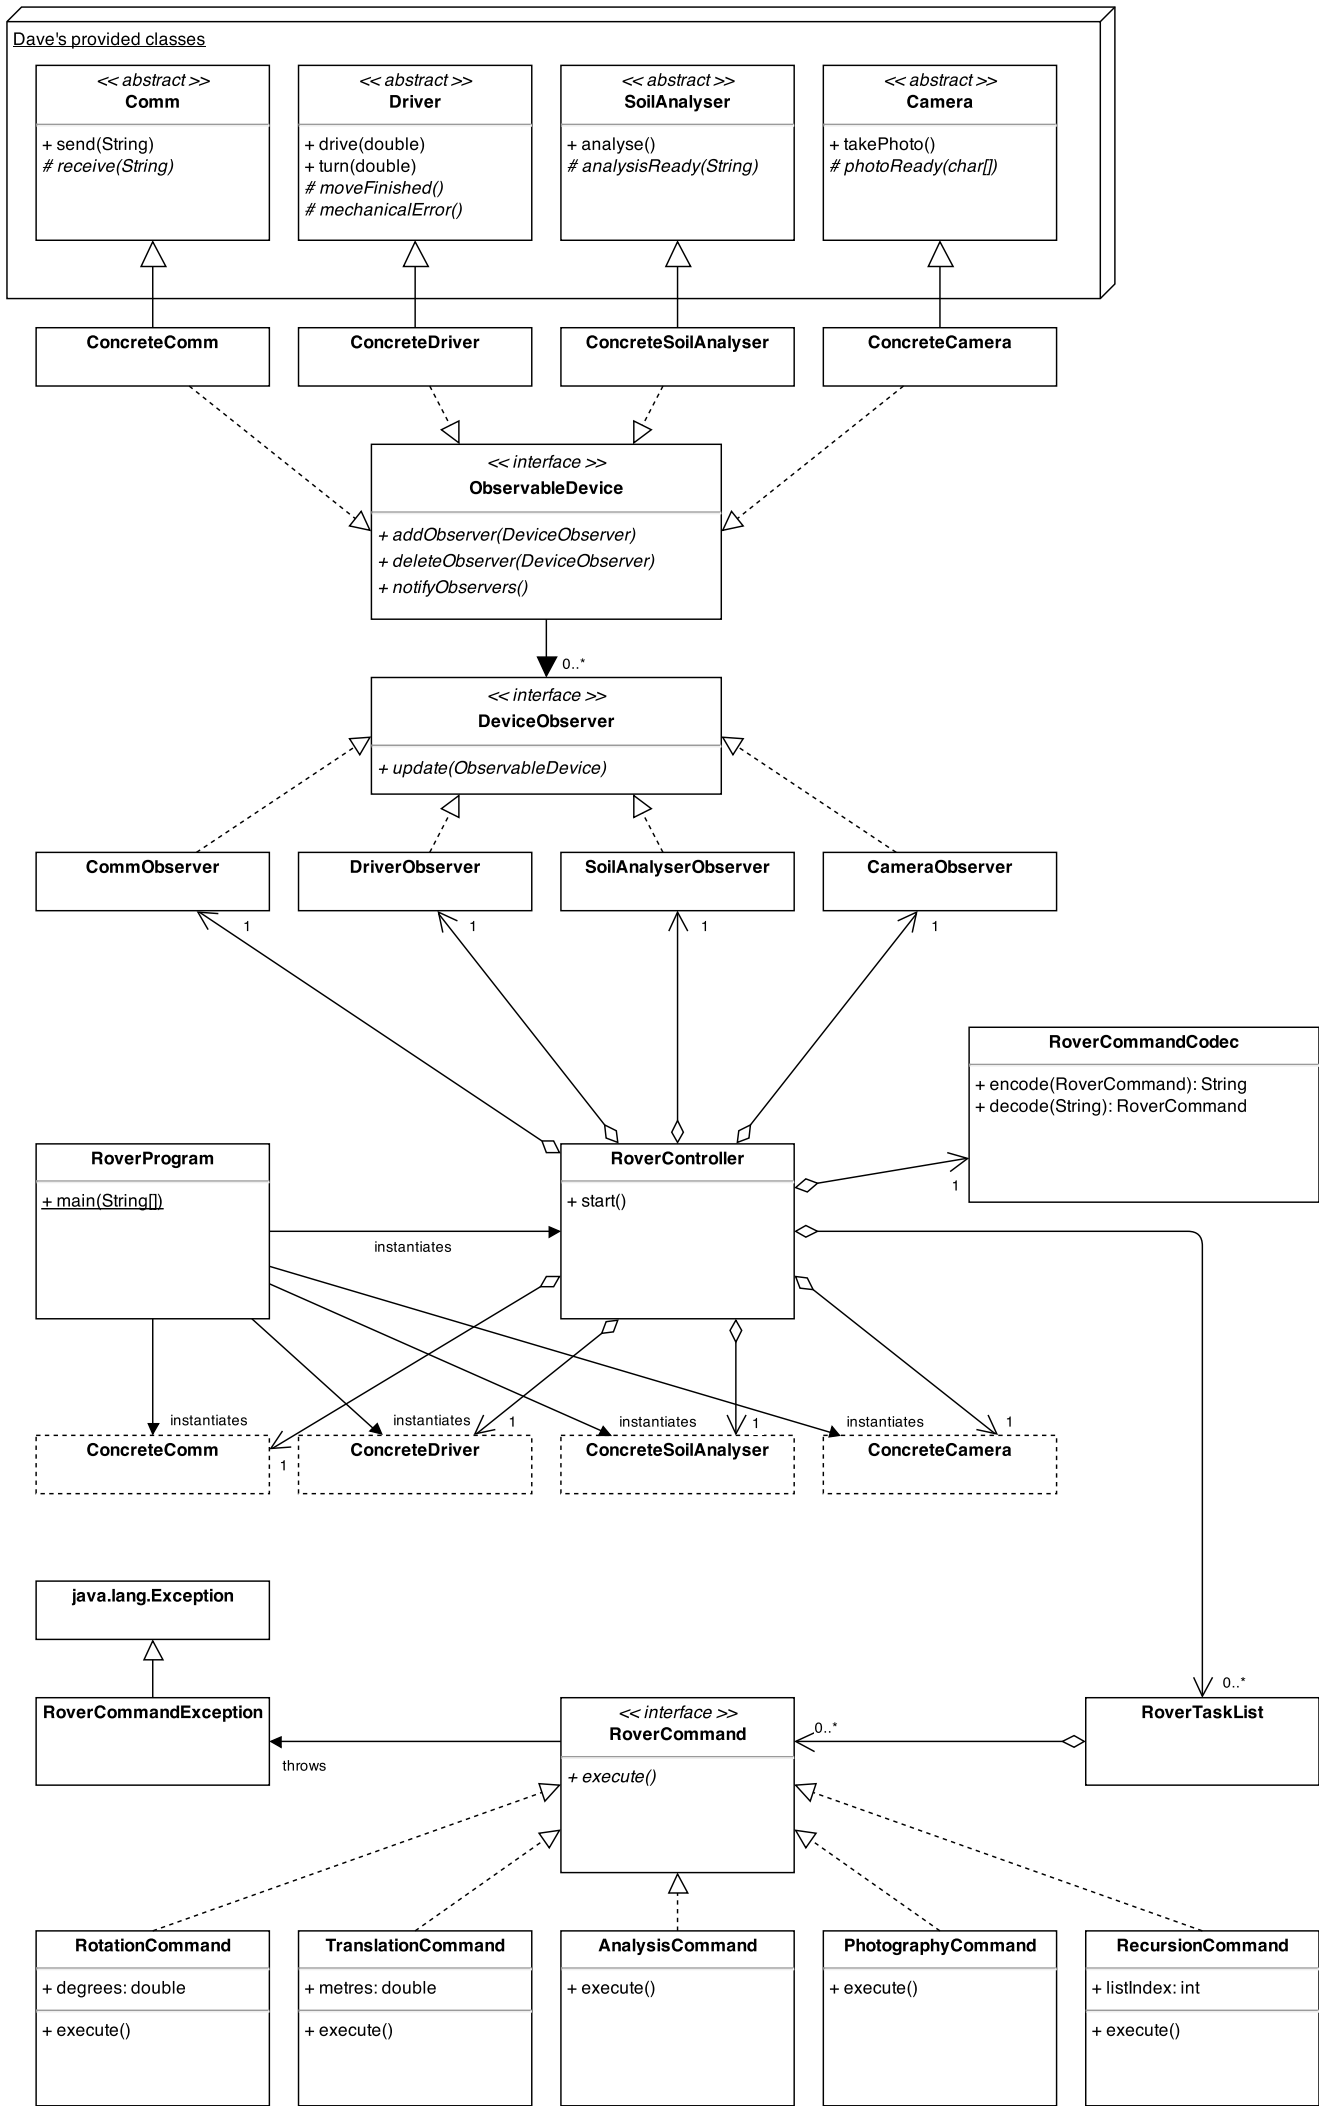 Dave's provided classes
<< abstract >>
Comm
+ send(String)
# receive(String)
<< abstract >>
Driver
+ drive(double)
+ turn(double)
# moveFinished()
# mechanicalError()
<< abstract >>
SoilAnalyser
+ analyse()
# analysisReady(String)
<< abstract >>
Camera
+ takePhoto()
# photoReady(char[])
ConcreteComm
ConcreteDriver
ConcreteSoilAnalyser
ConcreteCamera
<< interface >>
ObservableDevice
+ addObserver(DeviceObserver)
+ deleteObserver(DeviceObserver)
+ notifyObservers()
0..*
<< interface >>
DeviceObserver
+ update(ObservableDevice)
CommObserver
DriverObserver
SoilAnalyserObserver
CameraObserver
1
1
1
1
RoverCommandCodec
+ encode(RoverCommand): String
+ decode(String): RoverCommand
1
RoverProgram
+ main(String[])
instantiates
RoverController
+ start()
instantiates
instantiates
1
instantiates
1
instantiates
1
ConcreteComm
1
ConcreteDriver
ConcreteSoilAnalyser
ConcreteCamera
java.lang.Exception
RoverCommandException
throws
<< interface >>
RoverCommand
+ execute()
0..*
0..*
RoverTaskList
RotationCommand
+ degrees: double
+ execute()
TranslationCommand
+ metres: double
+ execute()
AnalysisCommand
+ execute()
PhotographyCommand
+ execute()
RecursionCommand
+ listIndex: int
+ execute()